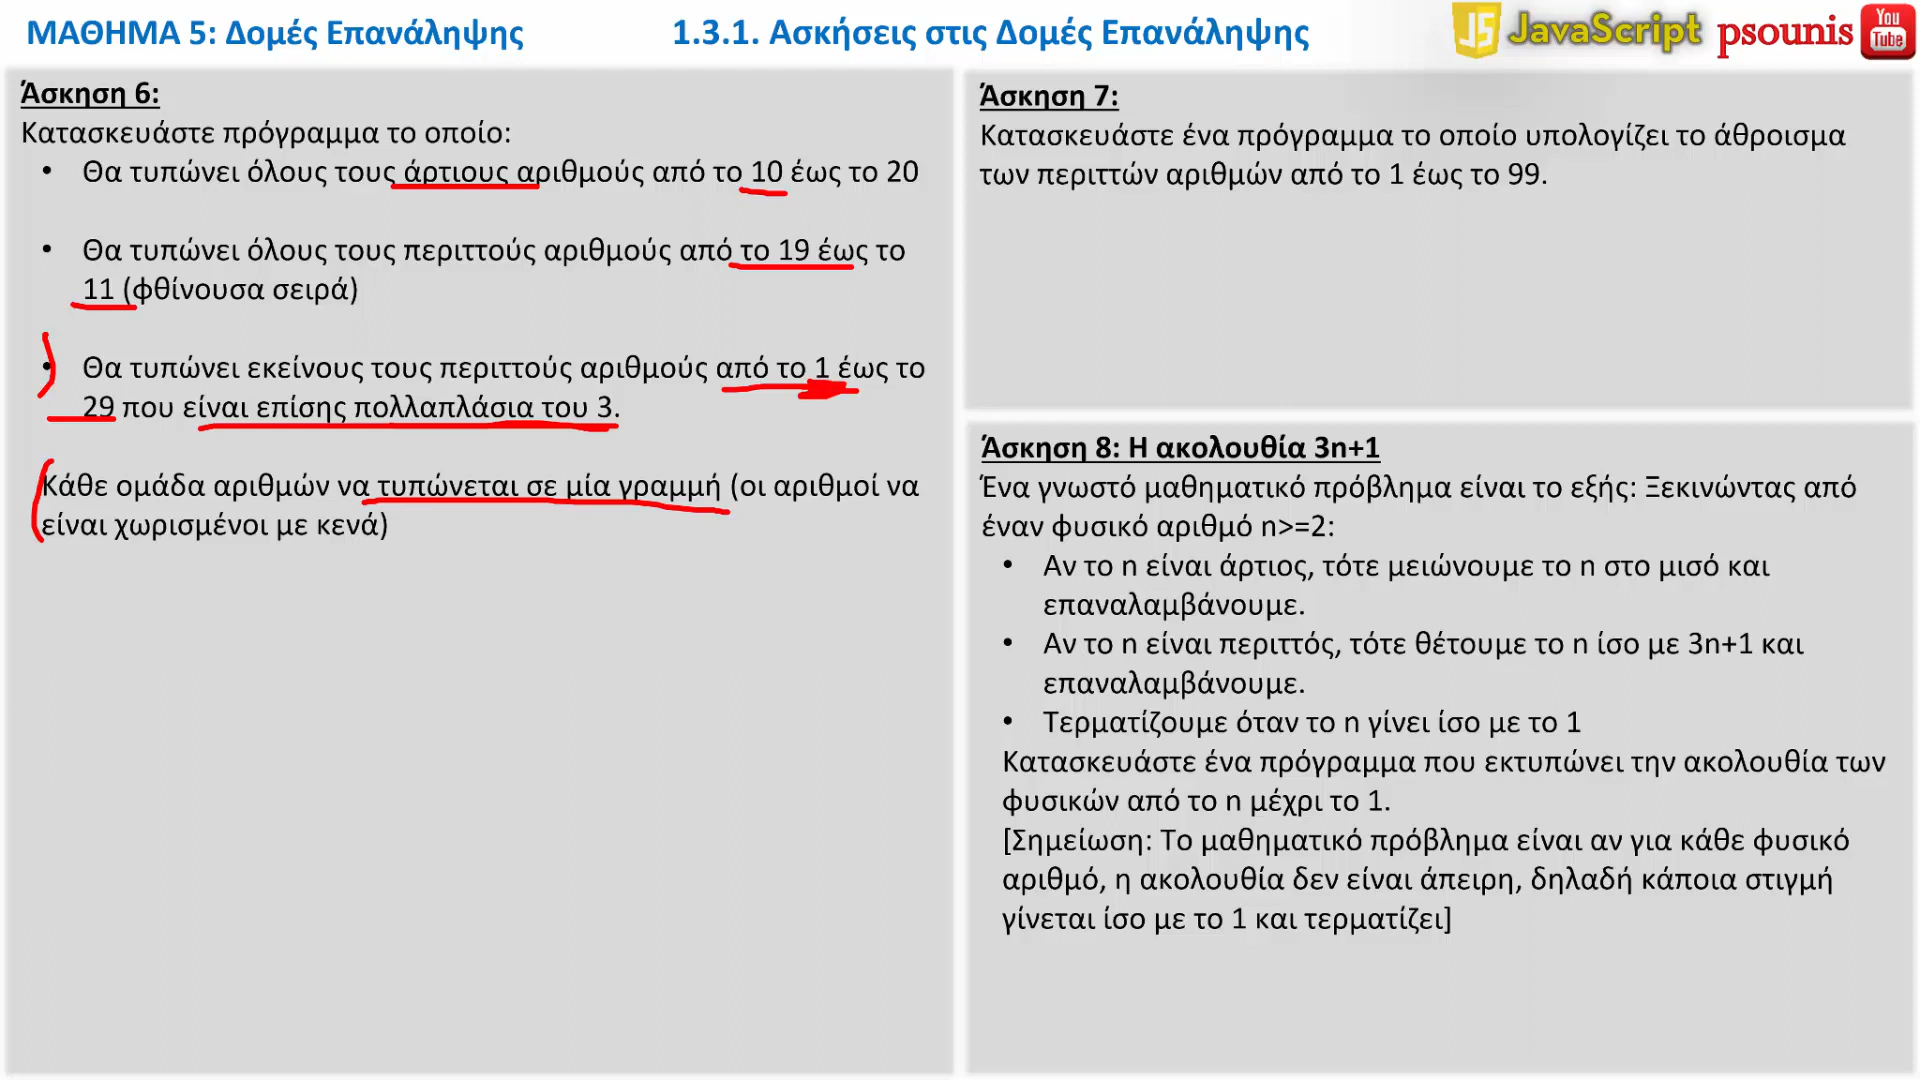 ΜΑΘΗΜΑ 5: Δομές Επανάληψης
1.3.1. Ασκήσεις στις Δομές Επανάληψης
JS JavaScript psounis You Tube
Άσκηση 6:
Κατασκευάστε πρόγραμμα το οποίο:
• Θα τυπώνει όλους τους άρτιους αριθμούς από το 10 έως το 20
• Θα τυπώνει όλους τους περιττούς αριθμούς από το 19 έως το
11 (φθίνουσα σειρά)
• Θα τυπώνει εκείνους τους περιττούς αριθμούς από το 1 έως το
29 που είναι επίσης πολλαπλάσια του 3.
Κάθε ομάδα αριθμών να τυπώνεται σε μία γραμμή (οι αριθμοί να
είναι χωρισμένοι με κενά)
Άσκηση 7:
Κατασκευάστε ένα πρόγραμμα το οποίο υπολογίζει το άθροισμα
των περιττών αριθμών από το 1 έως το 99.
Άσκηση 8: Η ακολουθία 3n+1
Ένα γνωστό μαθηματικό πρόβλημα είναι το εξής: Ξεκινώντας από
έναν φυσικό αριθμό n>=2:
• Αν το n είναι άρτιος, τότε μειώνουμε το n στο μισό και
επαναλαμβάνουμε.
• Αν το n είναι περιττός, τότε θέτουμε το n ίσο με 3n+1 και
επαναλαμβάνουμε.
• Τερματίζουμε όταν το n γίνει ίσο με το 1
Κατασκευάστε ένα πρόγραμμα που εκτυπώνει την ακολουθία των
φυσικών από το n μέχρι το 1.
[Σημείωση: Το μαθηματικό πρόβλημα είναι αν για κάθε φυσικό
αριθμό, η ακολουθία δεν είναι άπειρη, δηλαδή κάποια στιγμή
γίνεται ίσο με το 1 και τερματίζει]